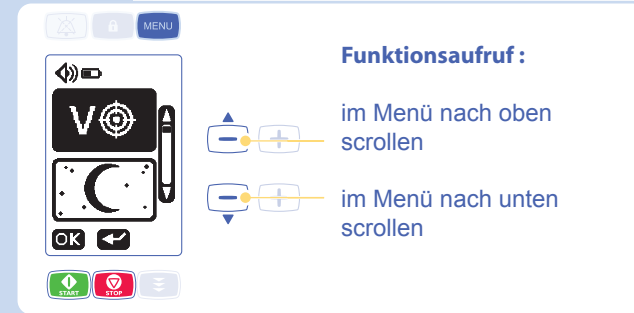 MENU
Funktionsaufruf :
V
im Menü nach oben
scrollen
im Menü nach unten
scrollen
OK
START
STOP